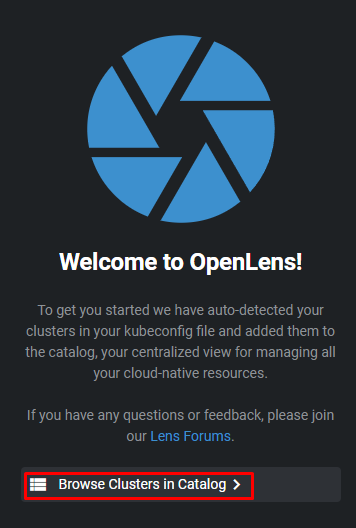 Welcome to OpenLens!
To get you started we have auto-detected your
clusters in your kubeconfig file and added them to
the catalog, your centralized view for managing all
your cloud-native resources.
If you have any questions or feedback, please join
our Lens Forums.
Browse Clusters in Catalog